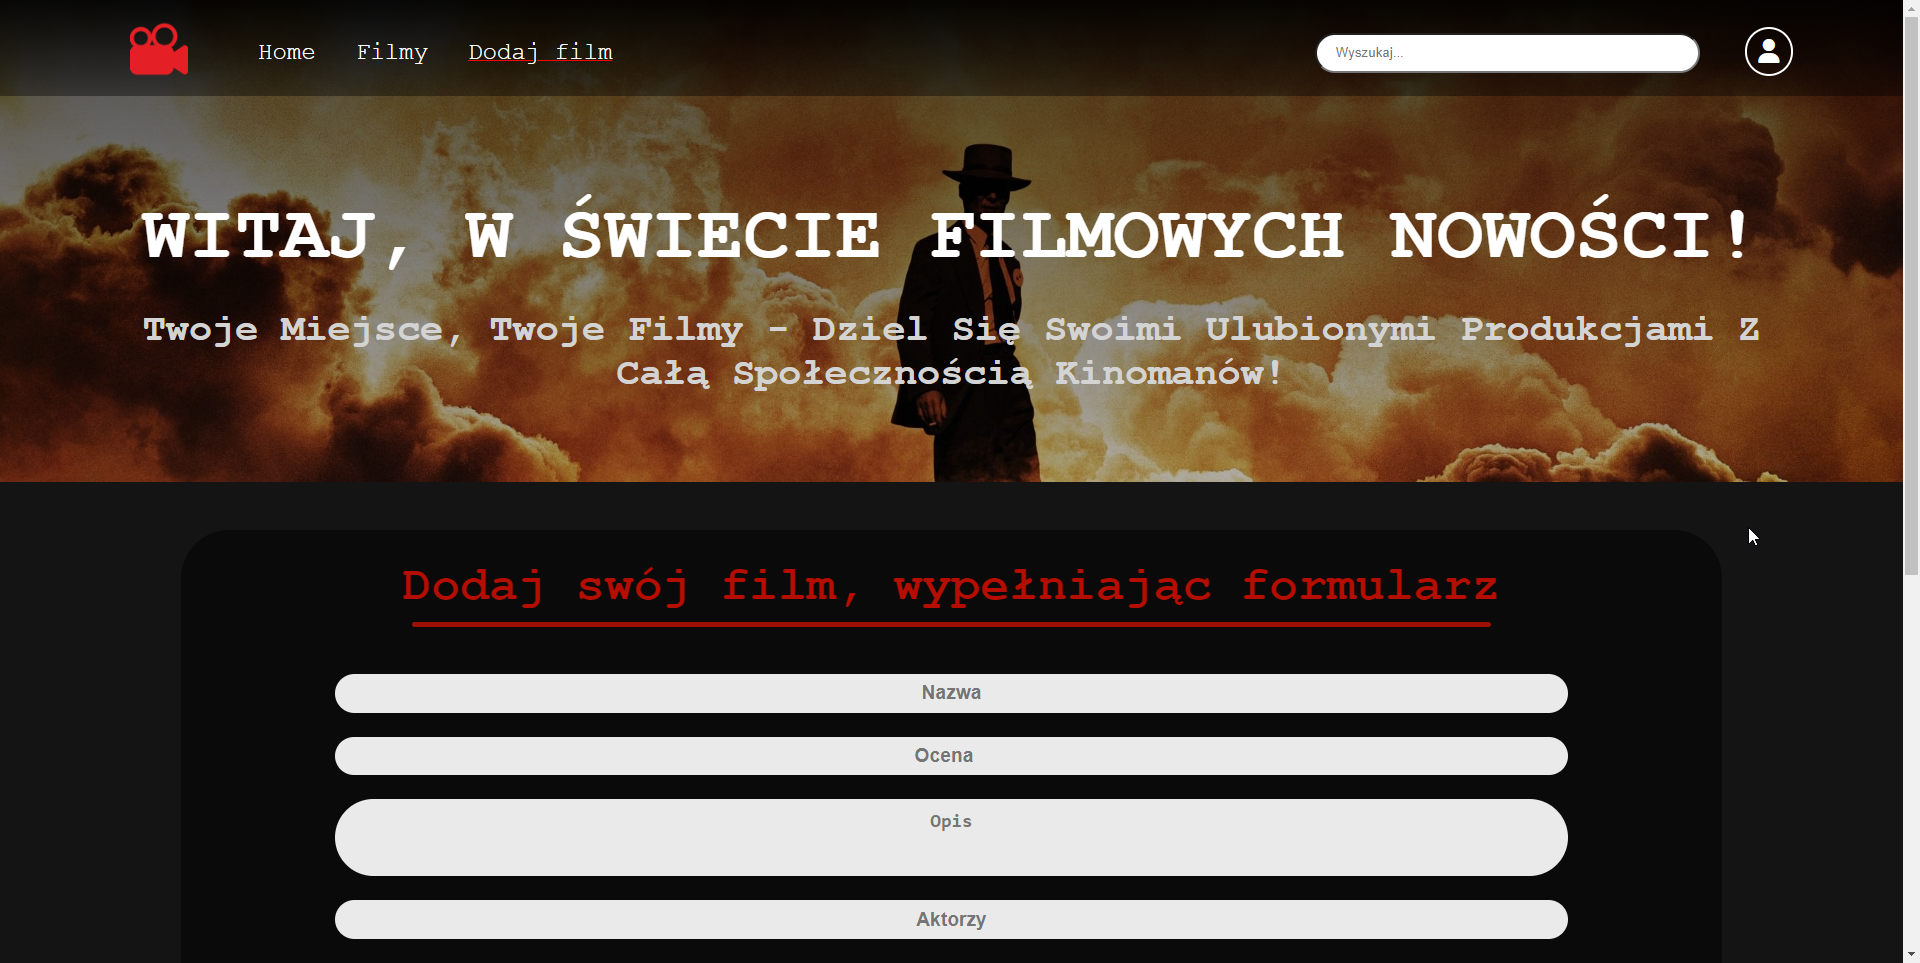 Home Filmy Dodaj film Wyszukaj...
WITAJ, W ŚWIECIE FILMOWYCH NOWOŚCI!
Twoje Miejsce, Twoje Filmy - Dziel Się Swoimi Ulubionymi Produkcjami Z
Całą Społecznością Kinomanów!
Dodaj swój film, wypełniając formularz
Nazwa
Ocena
Opis
Aktorzy